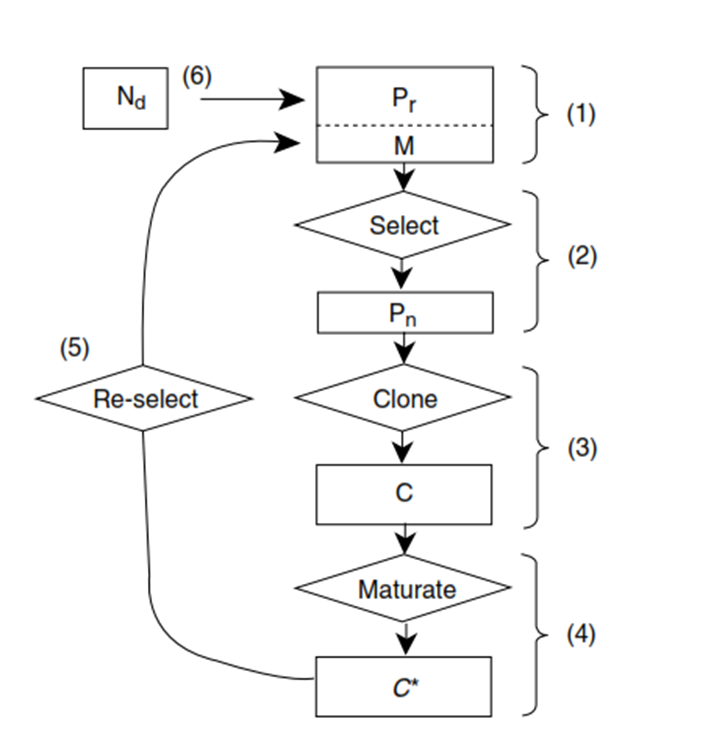 Nd
(6)
Pr
M
(1)
Select
(2)
Pn
(5)
Re-select
Clone
(3)
C
Maturate
(4)
C*